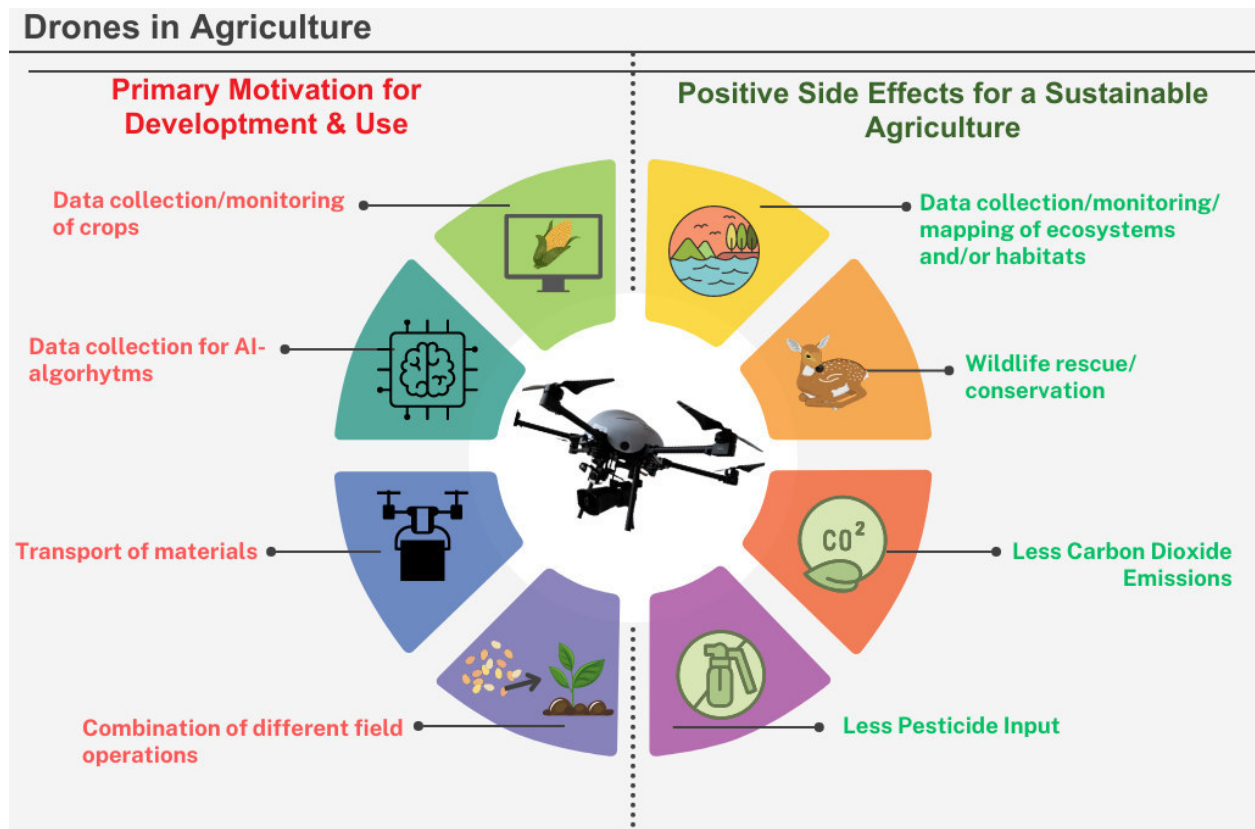 Drones in Agriculture
Primary Motivation for
Developtment & Use
Positive Side Effects for a Sustainable
Agriculture
Data collection/monitoring
of crops
Data collection for AI-
algorhytms
Transport of materials
Combination of different field
operations
Data collection/monitoring/
mapping of ecosystems
and/or habitats
Wildlife rescue/
conservation
CO²
Less Carbon Dioxide
Emissions
Less Pesticide Input